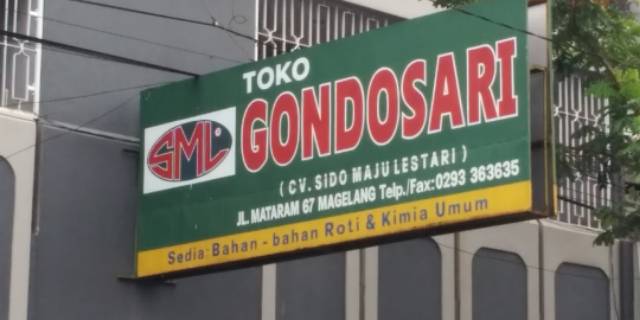 TOKO
SML
GONDOSARI
( CV. SIDO MAJU LESTARI )
JL. MATARAM 67 MAGELANG Telp./Fax: 0293 363635
Sedia: Bahan - bahan Roti & Kimia Umum